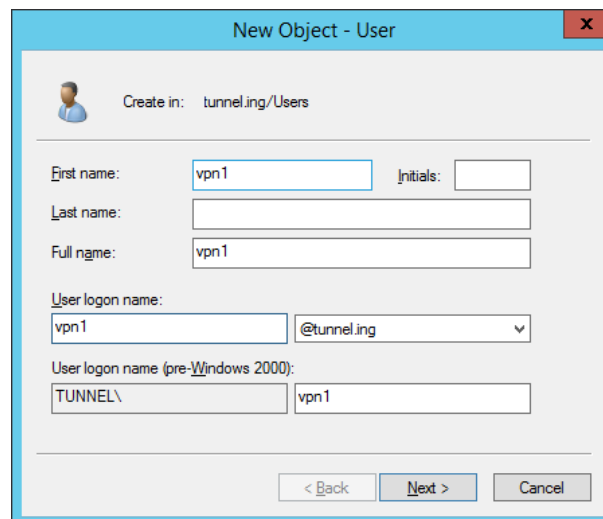 New Object - User
x
Create in: tunnel.ing/Users
First name: vpn1 Initials:
Last name:
Full name: vpn1
User logon name:
vpn1 @tunnel.ing
User logon name (pre-Windows 2000):
TUNNEL\ vpn1
< Back Next > Cancel